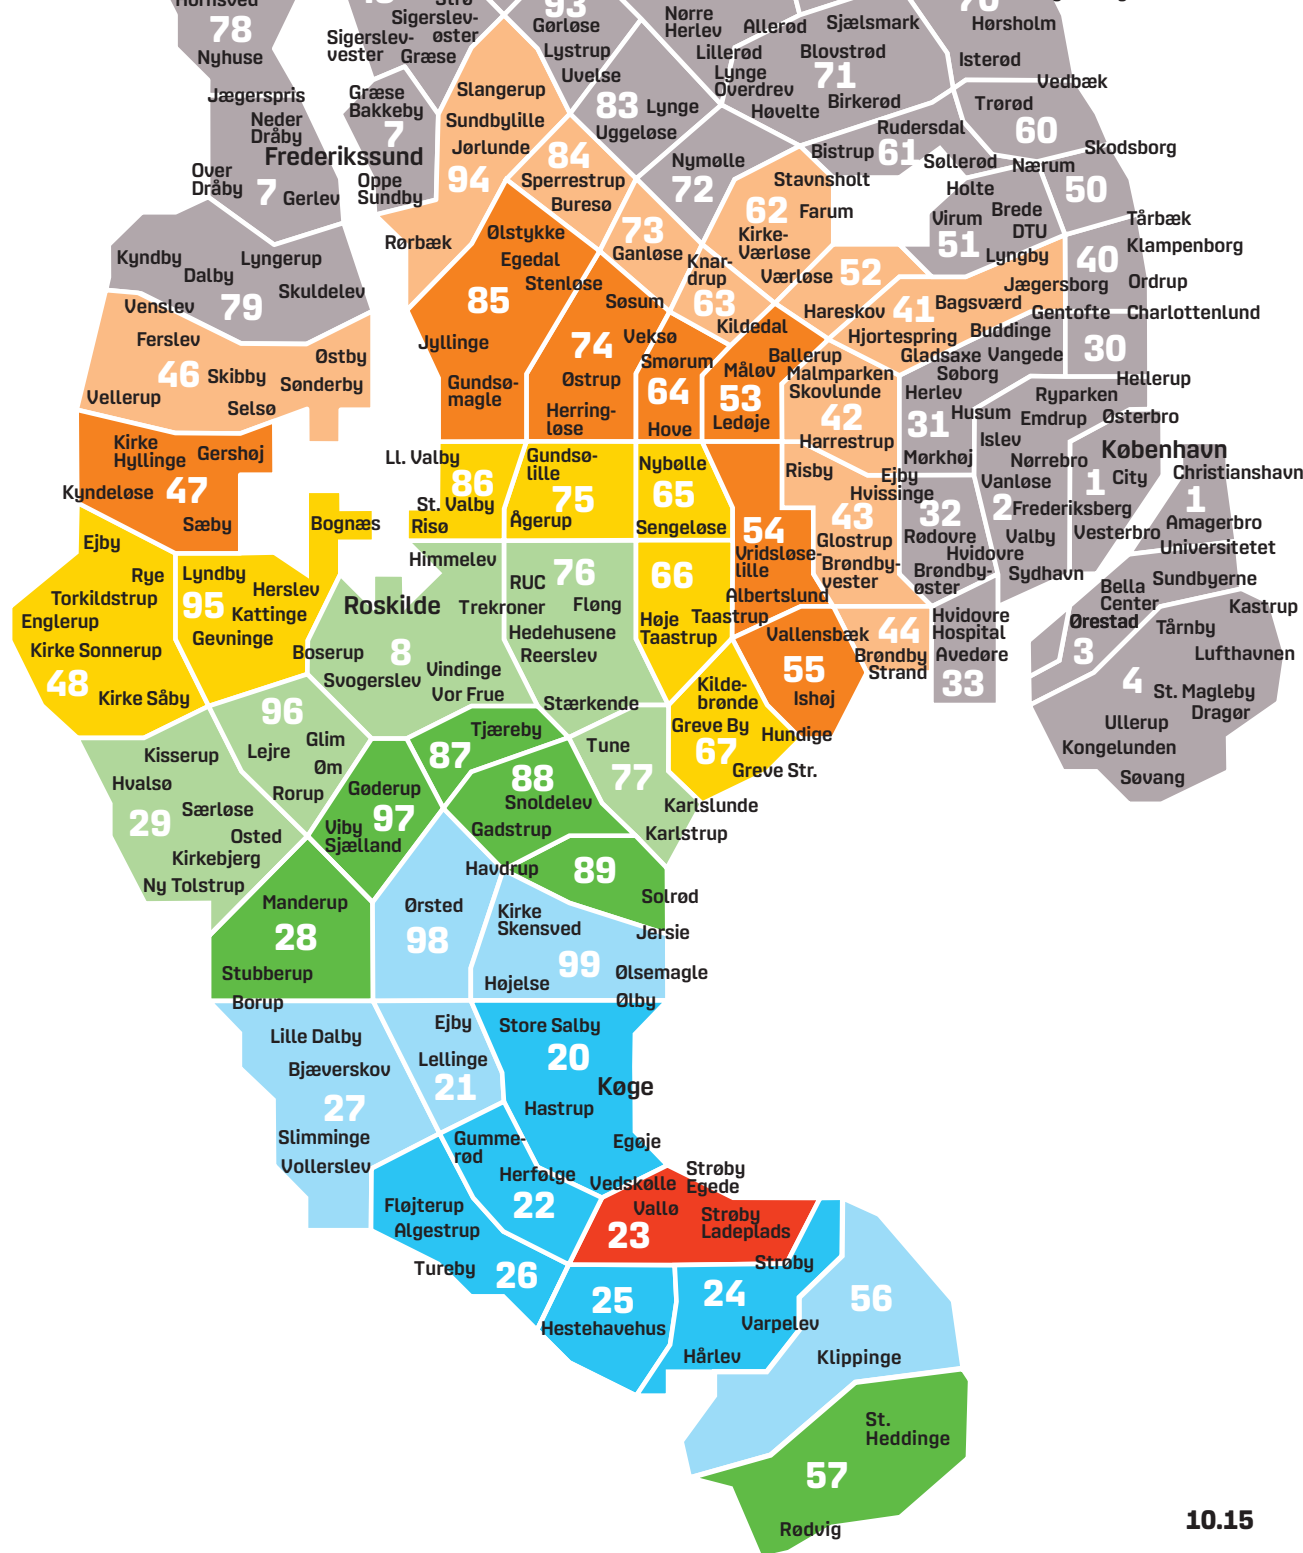 78
Nyhuse
Jægerspris
Neder
Dråby
Frederikssund
Over
Dråby
7
Gerlev
Sigerslev-
øster
Sigerslev-
vester
Græse
Græse
Bakkeby
7
Oppe
Sundby
93
Gørløse
Lystrup
Uvelse
83
Lynge
Uggeløse
Nørre
Herlev
Lillerød
Lynge
Overdrev
Allerød
Sjælsmark
Blovstrød
71
Høvelte
Birkerød
Hørsholm
Isterød
Vedbæk
Trørød
60
Rudersdal
Bistrup
61
Søllerød
Nærum
Skodsborg
50
Holte
Virum
Brede
DTU
51
Lyngby
Tårbæk
40
Klampenborg
Jægersborg
Ordrup
Gentofte
Charlottenlund
Slangerup
Sundbylille
Jørlunde
94
Rørbæk
84
Sperrestrup
Buresø
Nymølle
72
73
Ganløse
Stavnsholt
62
Farum
Kirke-
Værløse
Knar-
drup
63
Kildedal
Værløse
52
Hareskov
41
Bagsværd
Hjortespring
Buddinge
Gladsaxe
Vangede
Søborg
30
Hellerup
Kyndby
Lyngerup
Dalby
Skuldelev
79
Venslev
Ferslev
46
Skibby
Østby
Sønderby
Vellerup
Selsø
Ølstykke
Egedal
Stenløse
85
Jyllinge
Gundsø-
magle
Søsum
74
Veksø
Østrup
Herring-
løse
Smørum
64
Hove
Måløv
53
Ledøje
Ballerup
Malmparken
Skovlunde
42
Harrestrup
Herlev
31
Mørkhøj
Husum
Islev
Ryparken
Emdrup
Østerbro
Nørrebro
Vanløse
2
Frederiksberg
Valby
København
1
City
Vesterbro
Christianshavn
1
Amagerbro
Universitetet
Kirke
Hyllinge
Gershøj
Kyndeløse
47
Sæby
Bognæs
Ll. Valby
86
St. Valby
Risø
Gundsø-
lille
75
Ågerup
Nybølle
65
Sengeløse
54
Vridsløse-
lille
Albertslund
Risby
Ejby
Hvissinge
43
Glostrup
Brøndby-
vester
32
Rødovre
Hvidovre
Brøndby-
øster
Sydhavn
Ejby
Rye
Torkildstrup
Englerup
Kirke Sonnerup
48
Kirke Såby
Lyndby
95
Herslev
Kattinge
Gevninge
Himmelev
Roskilde
Trekroner
Boserup
8
Svogerslev
Vindinge
Vor Frue
RUC
76
Fløng
Hedehusene
Reerslev
Stærkende
66
Høje
Taastrup
Taastrup
Vallensbæk
55
Ishøj
44
Brøndby
Strand
Hvidovre
Hospital
Avedøre
33
Bella
Center
Sundbyerne
Ørestad
3
Kastrup
Tårnby
Lufthavnen
4
St. Magleby
Dragør
Ullerup
Kongelunden
Søvang
Kilde-
brønde
Greve By
67
Hundige
Greve Str.
96
Lejre
Glim
Øm
Rorup
Kisserup
Hvalsø
Særløse
29
Osted
Kirkebjerg
Ny Tolstrup
Tjæreby
87
88
Snoldelev
Gadstrup
Gøderup
97
Viby
Sjælland
Tune
77
Karlslunde
Karlstrup
Havdrup
89
Solrød
Manderup
28
Stubberup
Borup
Ørsted
98
Kirke
Skensved
Jersie
99
Ølsemagle
Højelse
Ølby
Lille Dalby
Bjæverskov
27
Slimminge
Vollerslev
Ejby
Lellinge
21
Store Salby
20
Køge
Hastrup
Egøje
Gumme-
rød
Herfølge
22
Fløjterup
Algestrup
Tureby
26
Vedskølle
Strøby
Egede
Vallø
23
Strøby
Ladeplads
Strøby
25
Hestehavehus
24
Varpelev
Hårlev
56
Klippinge
St.
Heddinge
57
Rødvig
10.15